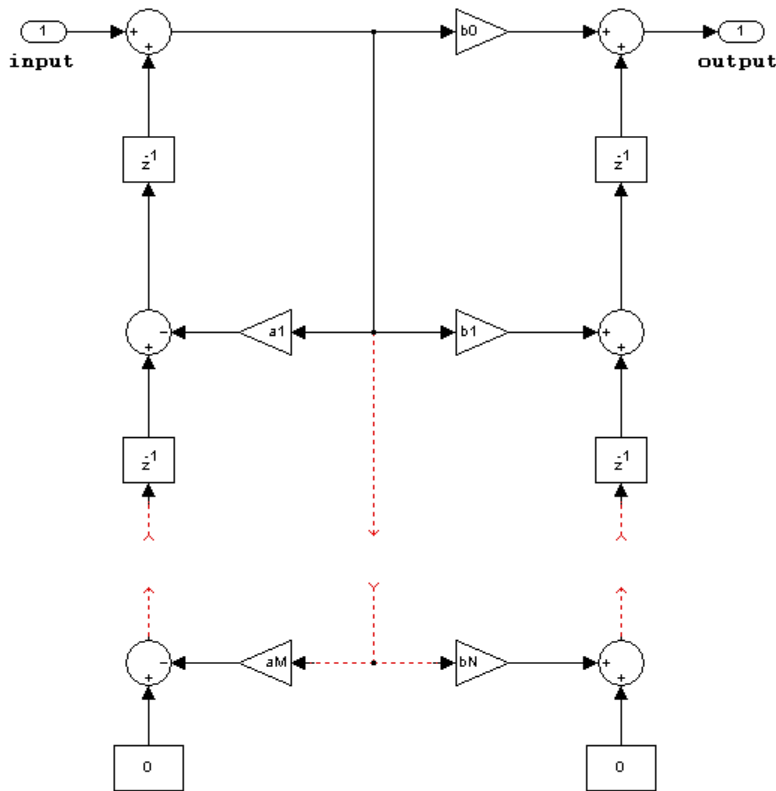 1 + + b0 + + 1
input output
z^-1 z^-1
- + a1 b1 + +
z^-1 z^-1
- + aM bN + +
0 0